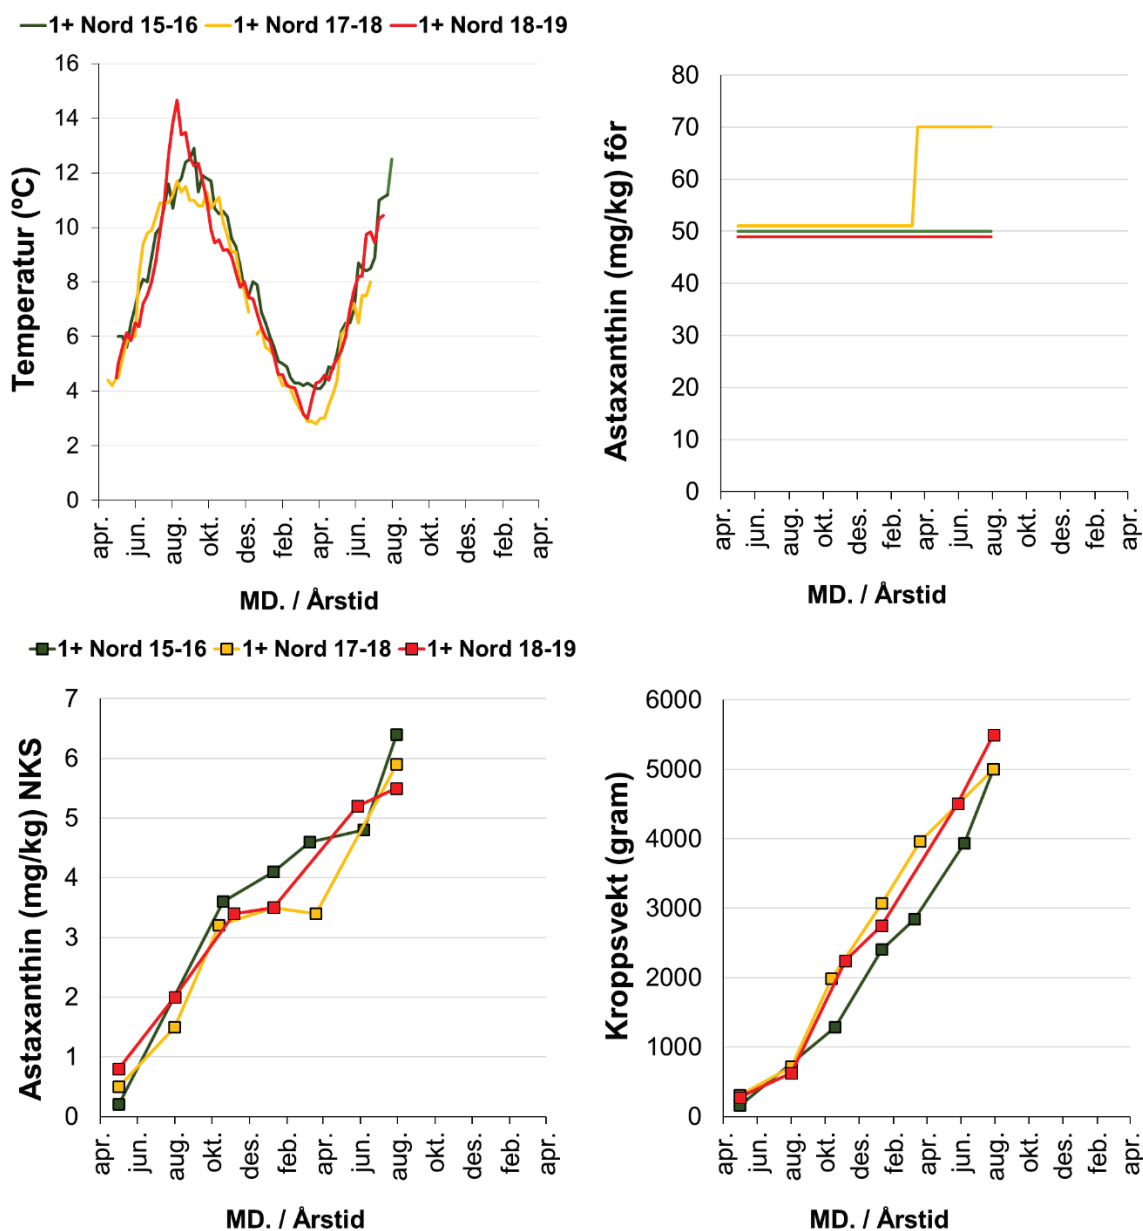 1+ Nord 15-16 1+ Nord 17-18 1+ Nord 18-19
Temperatur (ºC)
16
14
12
10
8
6
4
2
0
apr. jun. aug. okt. des. feb. apr. jun. aug. okt. des. feb. apr.
MD. / Årstid
Astaxanthin (mg/kg) fôr
80
70
60
50
40
30
20
10
0
apr. jun. aug. okt. des. feb. apr. jun. aug. okt. des. feb. apr.
MD. / Årstid
1+ Nord 15-16 1+ Nord 17-18 1+ Nord 18-19
Astaxanthin (mg/kg) NKS
7
6
5
4
3
2
1
0
apr. jun. aug. okt. des. feb. apr. jun. aug. okt. des. feb. apr.
MD. / Årstid
Kroppsvekt (gram)
6000
5000
4000
3000
2000
1000
0
apr. jun. aug. okt. des. feb. apr. jun. aug. okt. des. feb. apr.
MD. / Årstid